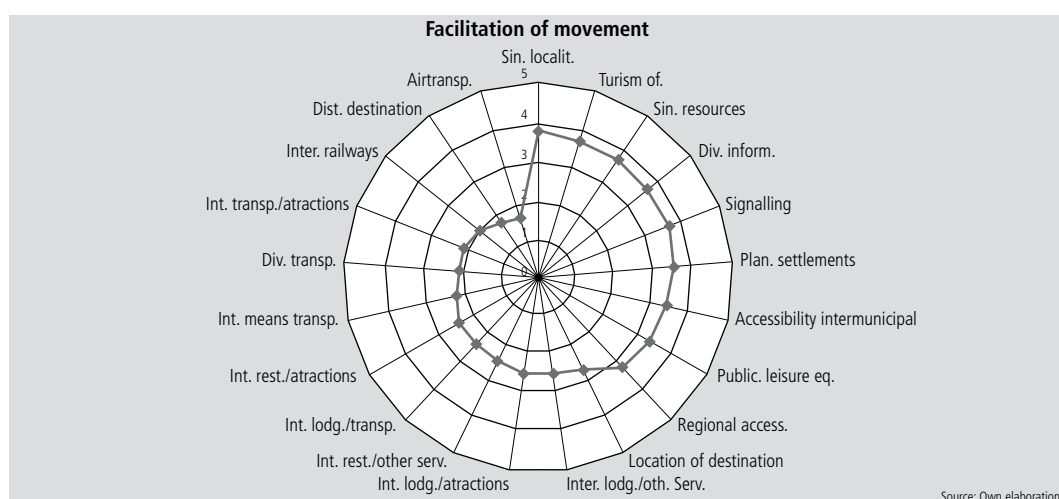 Facilitation of movement
Sin. localit.
Turism of.
Sin. resources
Div. inform.
Signalling
Plan. settlements
Accessibility intermunicipal
Public. leisure eq.
Regional access.
Location of destination
Inter. lodg./oth. Serv.
Int. lodg./atractions
Int. rest./other serv.
Int. lodg./transp.
Int. rest./atractions
Int. means transp.
Div. transp.
Int. transp./atractions
Inter. railways
Dist. destination
Airtransp.
5
4
3
2
1
0
Source: Own elaboration